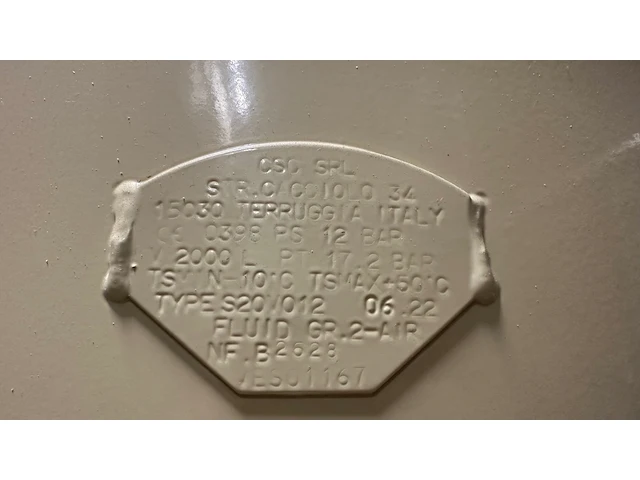 CSC SRL
STR.CACCIOLO 34
15030 TERRUGGIA ITALY
CE 0398 PS 12 BAR
V 2000 L PT 17.2 BAR
TSMIN-10°C TSMAX+50°C
TYPE S20V012 06.22
FLUID GR.2-AIR
NF.B2628